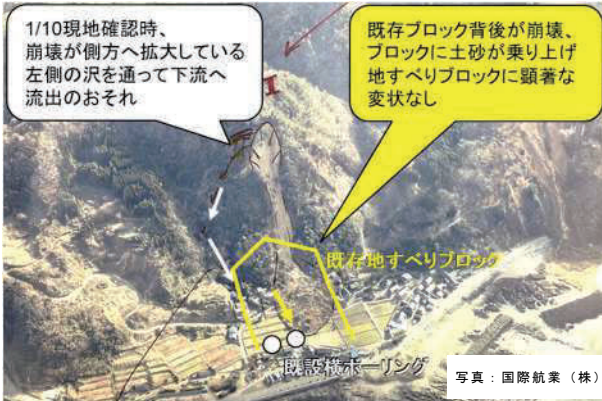 1/10現地確認時、
崩壊が側方へ拡大している
左側の沢を通って下流へ
流出のおそれ
既存ブロック背後が崩壊、
ブロックに土砂が乗り上げ
地すべりブロックに顕著な
変状なし
既存地すべりブロック
既設横ボーリング
写真：国際航業（株）